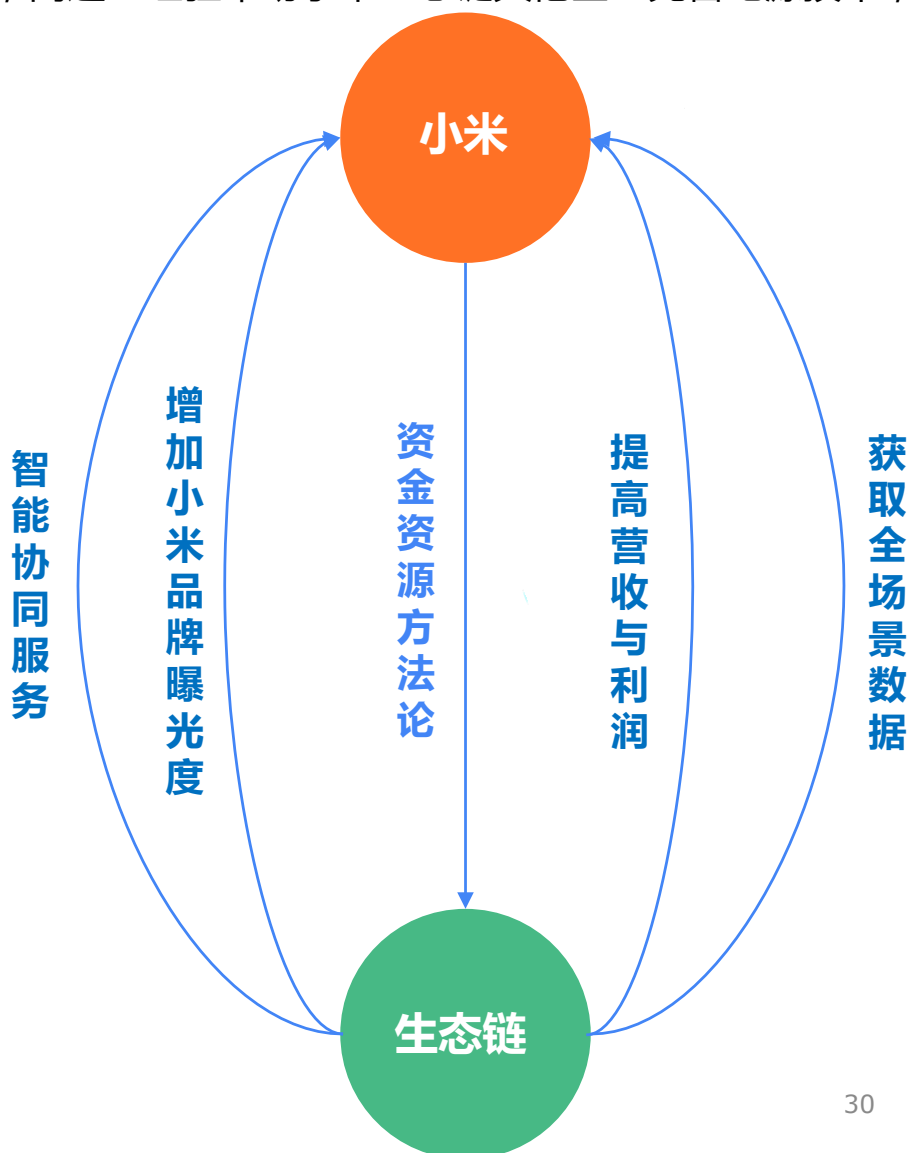 小米
智能协同服务
增加小米品牌曝光度
资金资源方法论
提高营收与利润
获取全场景数据
生态链
30